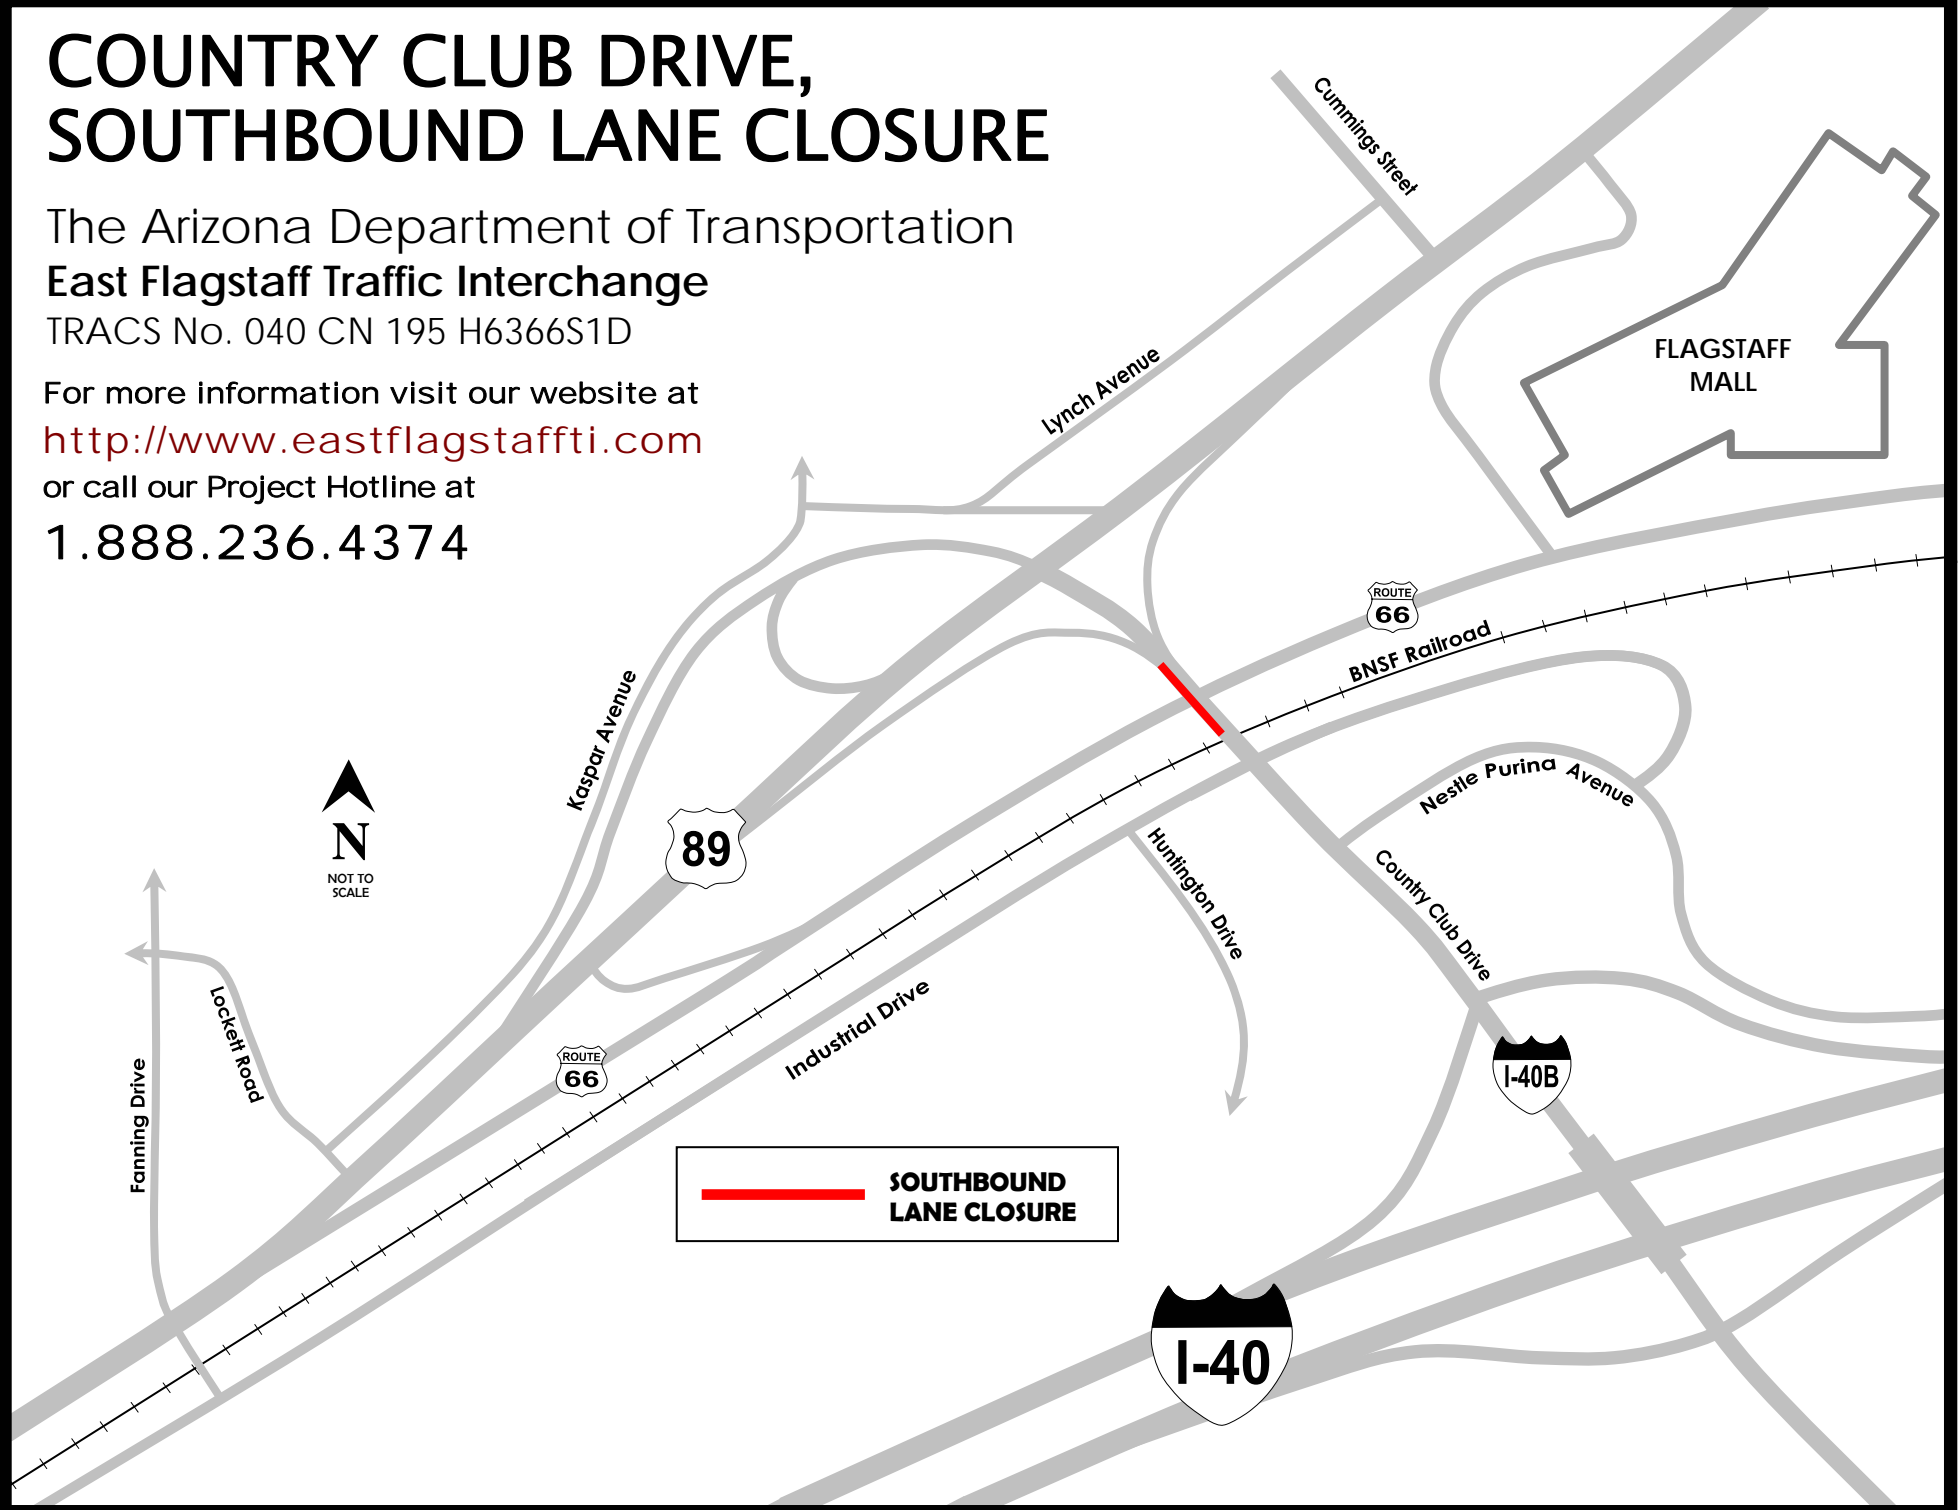 COUNTRY CLUB DRIVE,
SOUTHBOUND LANE CLOSURE
The Arizona Department of Transportation
East Flagstaff Traffic Interchange
TRACS No. 040 CN 195 H6366S1D
For more information visit our website at
http://www.eastflagstaffti.com
or call our Project Hotline at
1.888.236.4374
Cummings Street
FLAGSTAFF
MALL
Lynch Avenue
ROUTE
66
BNSF Railroad
Kaspar Avenue
Nestle Purina Avenue
89
N
NOT TO
SCALE
Huntington Drive
Country Club Drive
Lockett Road
Industrial Drive
ROUTE
66
Fanning Drive
I-40B
SOUTHBOUND
LANE CLOSURE
I-40